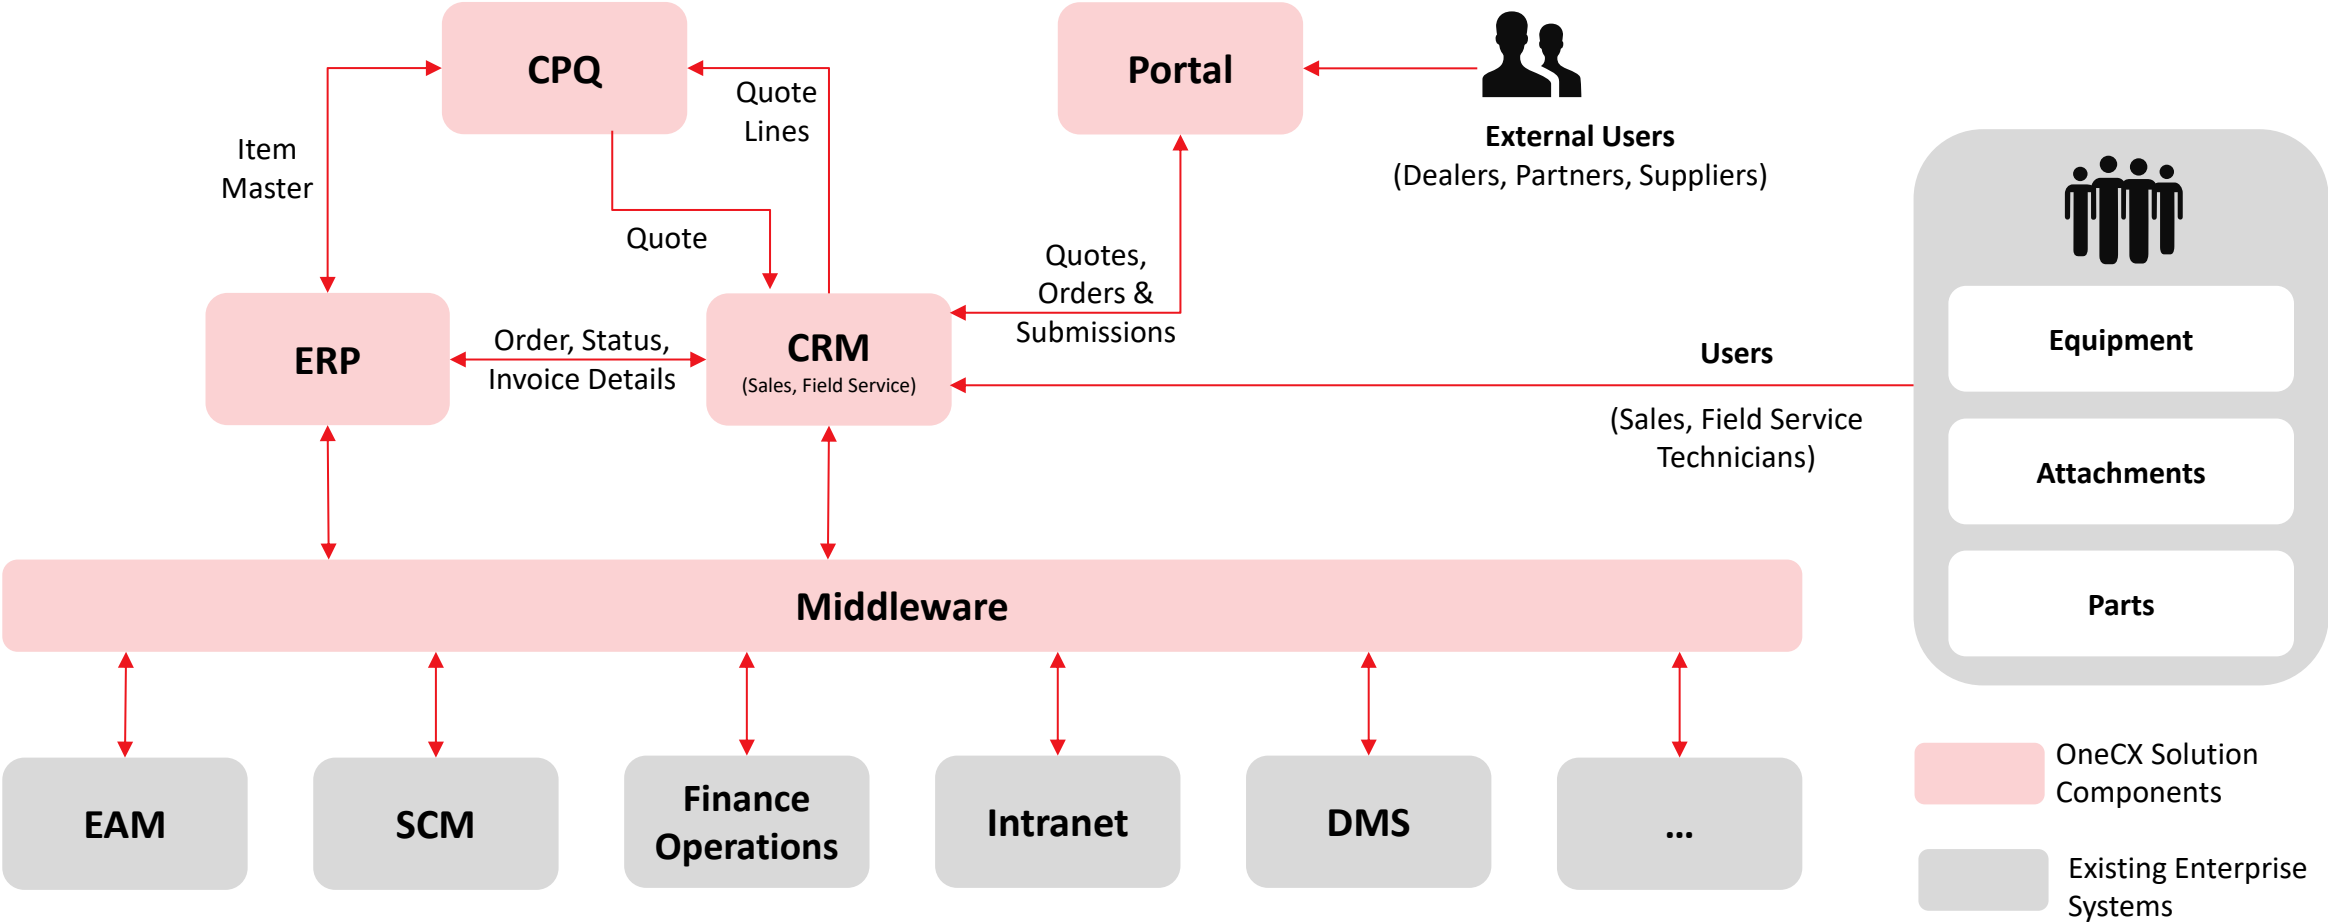 CPQ
Portal
Quote
Lines
External Users
(Dealers, Partners, Suppliers)
Item
Master
Quote
Quotes,
Orders &
Submissions
ERP
Order, Status,
Invoice Details
CRM
(Sales, Field Service)
Users
(Sales, Field Service
Technicians)
Equipment
Attachments
Parts
Middleware
EAM
SCM
Finance
Operations
Intranet
DMS
...
OneCX Solution
Components
Existing Enterprise
Systems